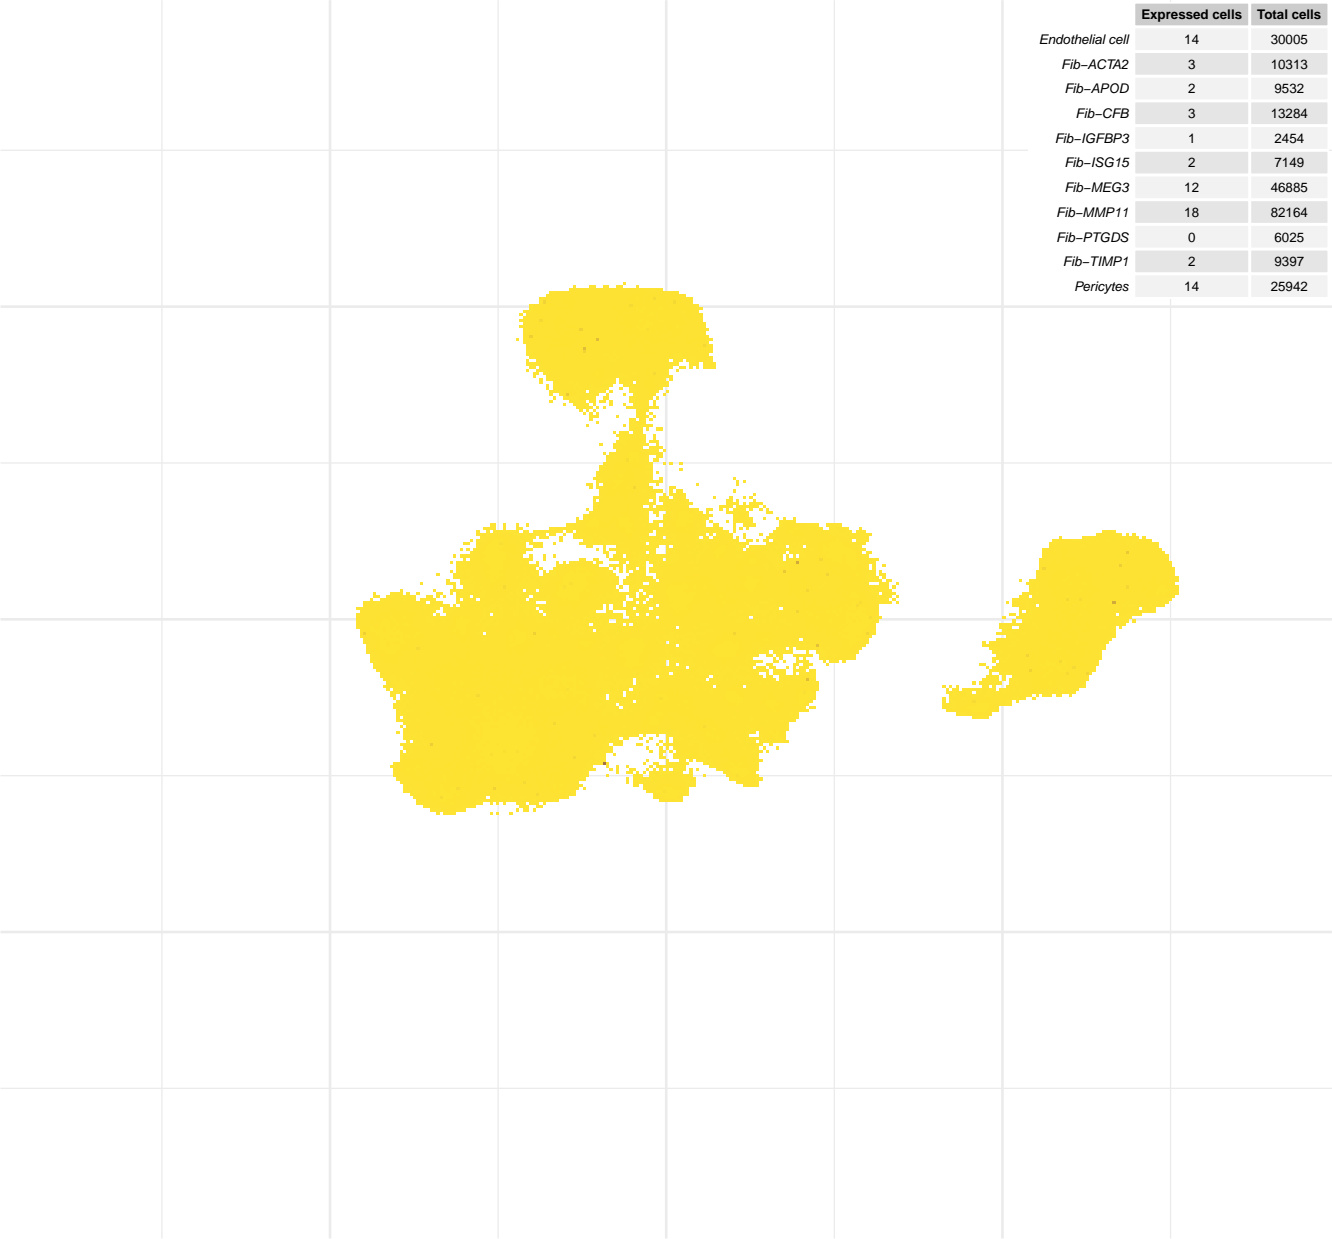 Expressed cells Total cells
Endothelial cell 14 30005
Fib−ACTA2 3 10313
Fib−APOD 2 9532
Fib−CFB 3 13284
Fib−IGFBP3 1 2454
Fib−ISG15 2 7149
Fib−MEG3 12 46885
Fib−MMP11 18 82164
Fib−PTGDS 0 6025
Fib−TIMP1 2 9397
Pericytes 14 25942